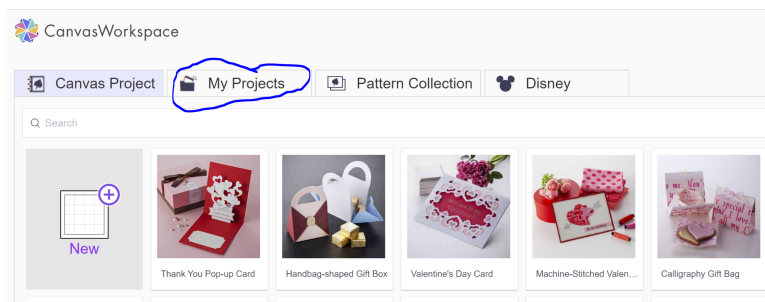 CanvasWorkspace
Canvas Project
My Projects
Pattern Collection
Disney
Search
New
Thank You Pop-up Card
Handbag-shaped Gift Box
Valentine's Day Card
Machine-Stitched Valen...
Calligraphy Gift Bag